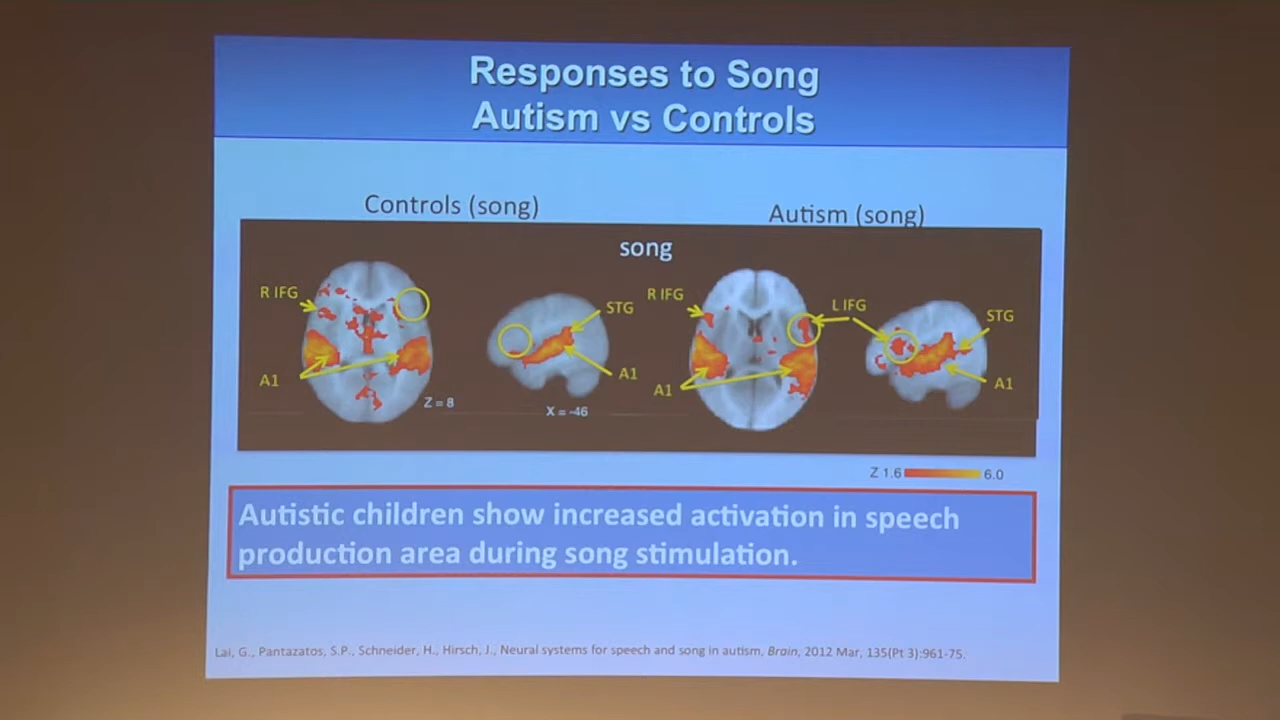 Responses to Song
Autism vs Controls
Controls (song)
Autism (song)
song
R IFG
STG
A1
A1
Z = 8
X = -46
R IFG
L IFG
STG
A1
A1
Z 1.6
6.0
Autistic children show increased activation in speech
production area during song stimulation.
Lai, G., Pantazatos, S.P., Schneider, H., Hirsch, J., Neural systems for speech and song in autism, Brain, 2012 Mar, 135(Pt 3):961-75.